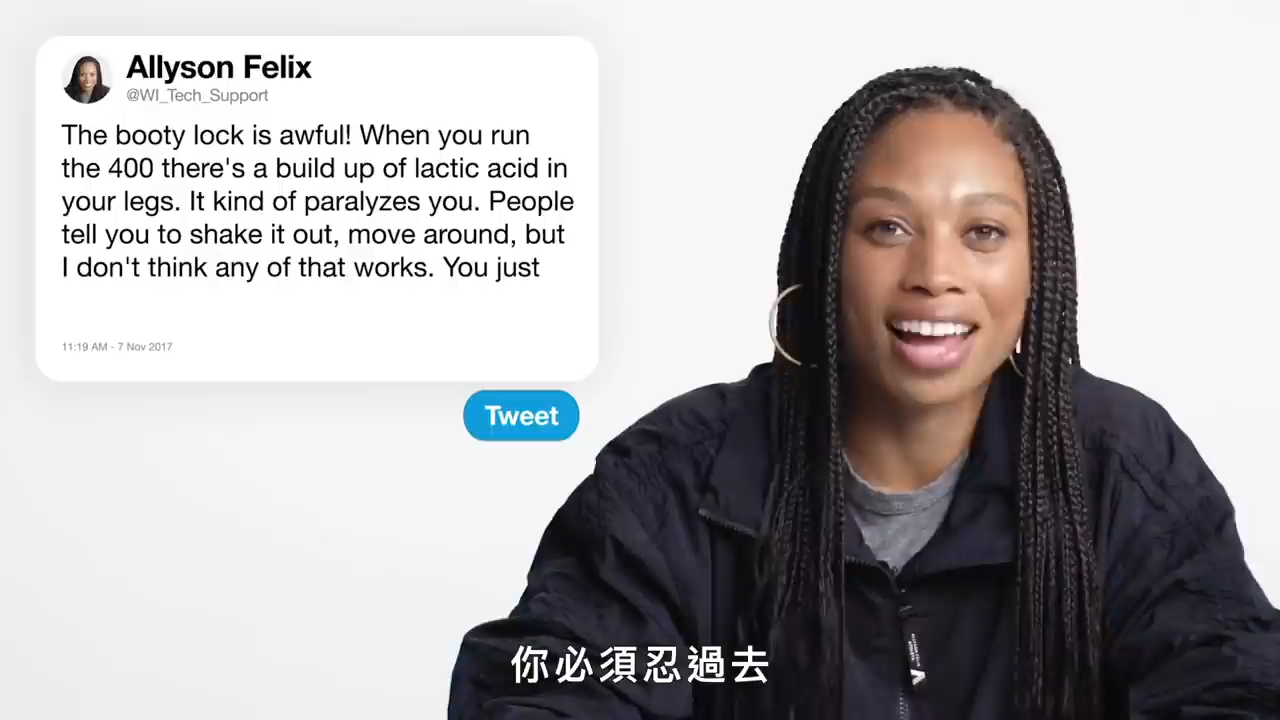 Allyson Felix
@WI_Tech_Support
The booty lock is awful! When you run
the 400 there's a build up of lactic acid in
your legs. It kind of paralyzes you. People
tell you to shake it out, move around, but
I don't think any of that works. You just
11:19 AM - 7 Nov 2017
Tweet
你必須忍過去